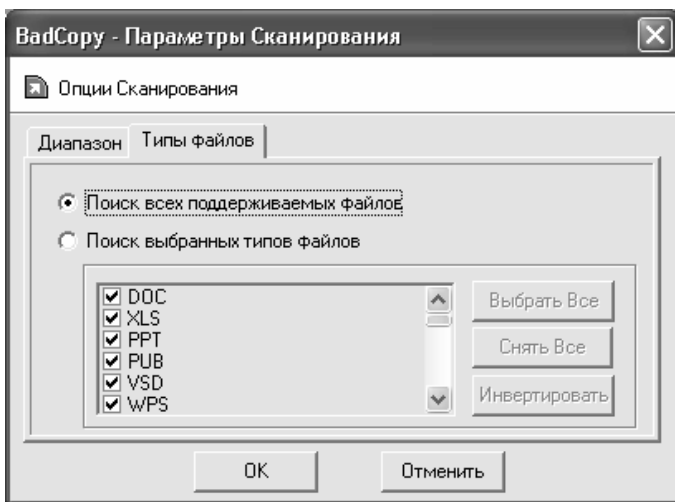 BadCopy - Параметры Сканирования
Опции Сканирования
Диапазон Типы файлов
Поиск всех поддерживаемых файлов
Поиск выбранных типов файлов
DOC
XLS
PPT
PUB
VSD
WPS
Выбрать Все
Снять Все
Инвертировать
OK Отменить